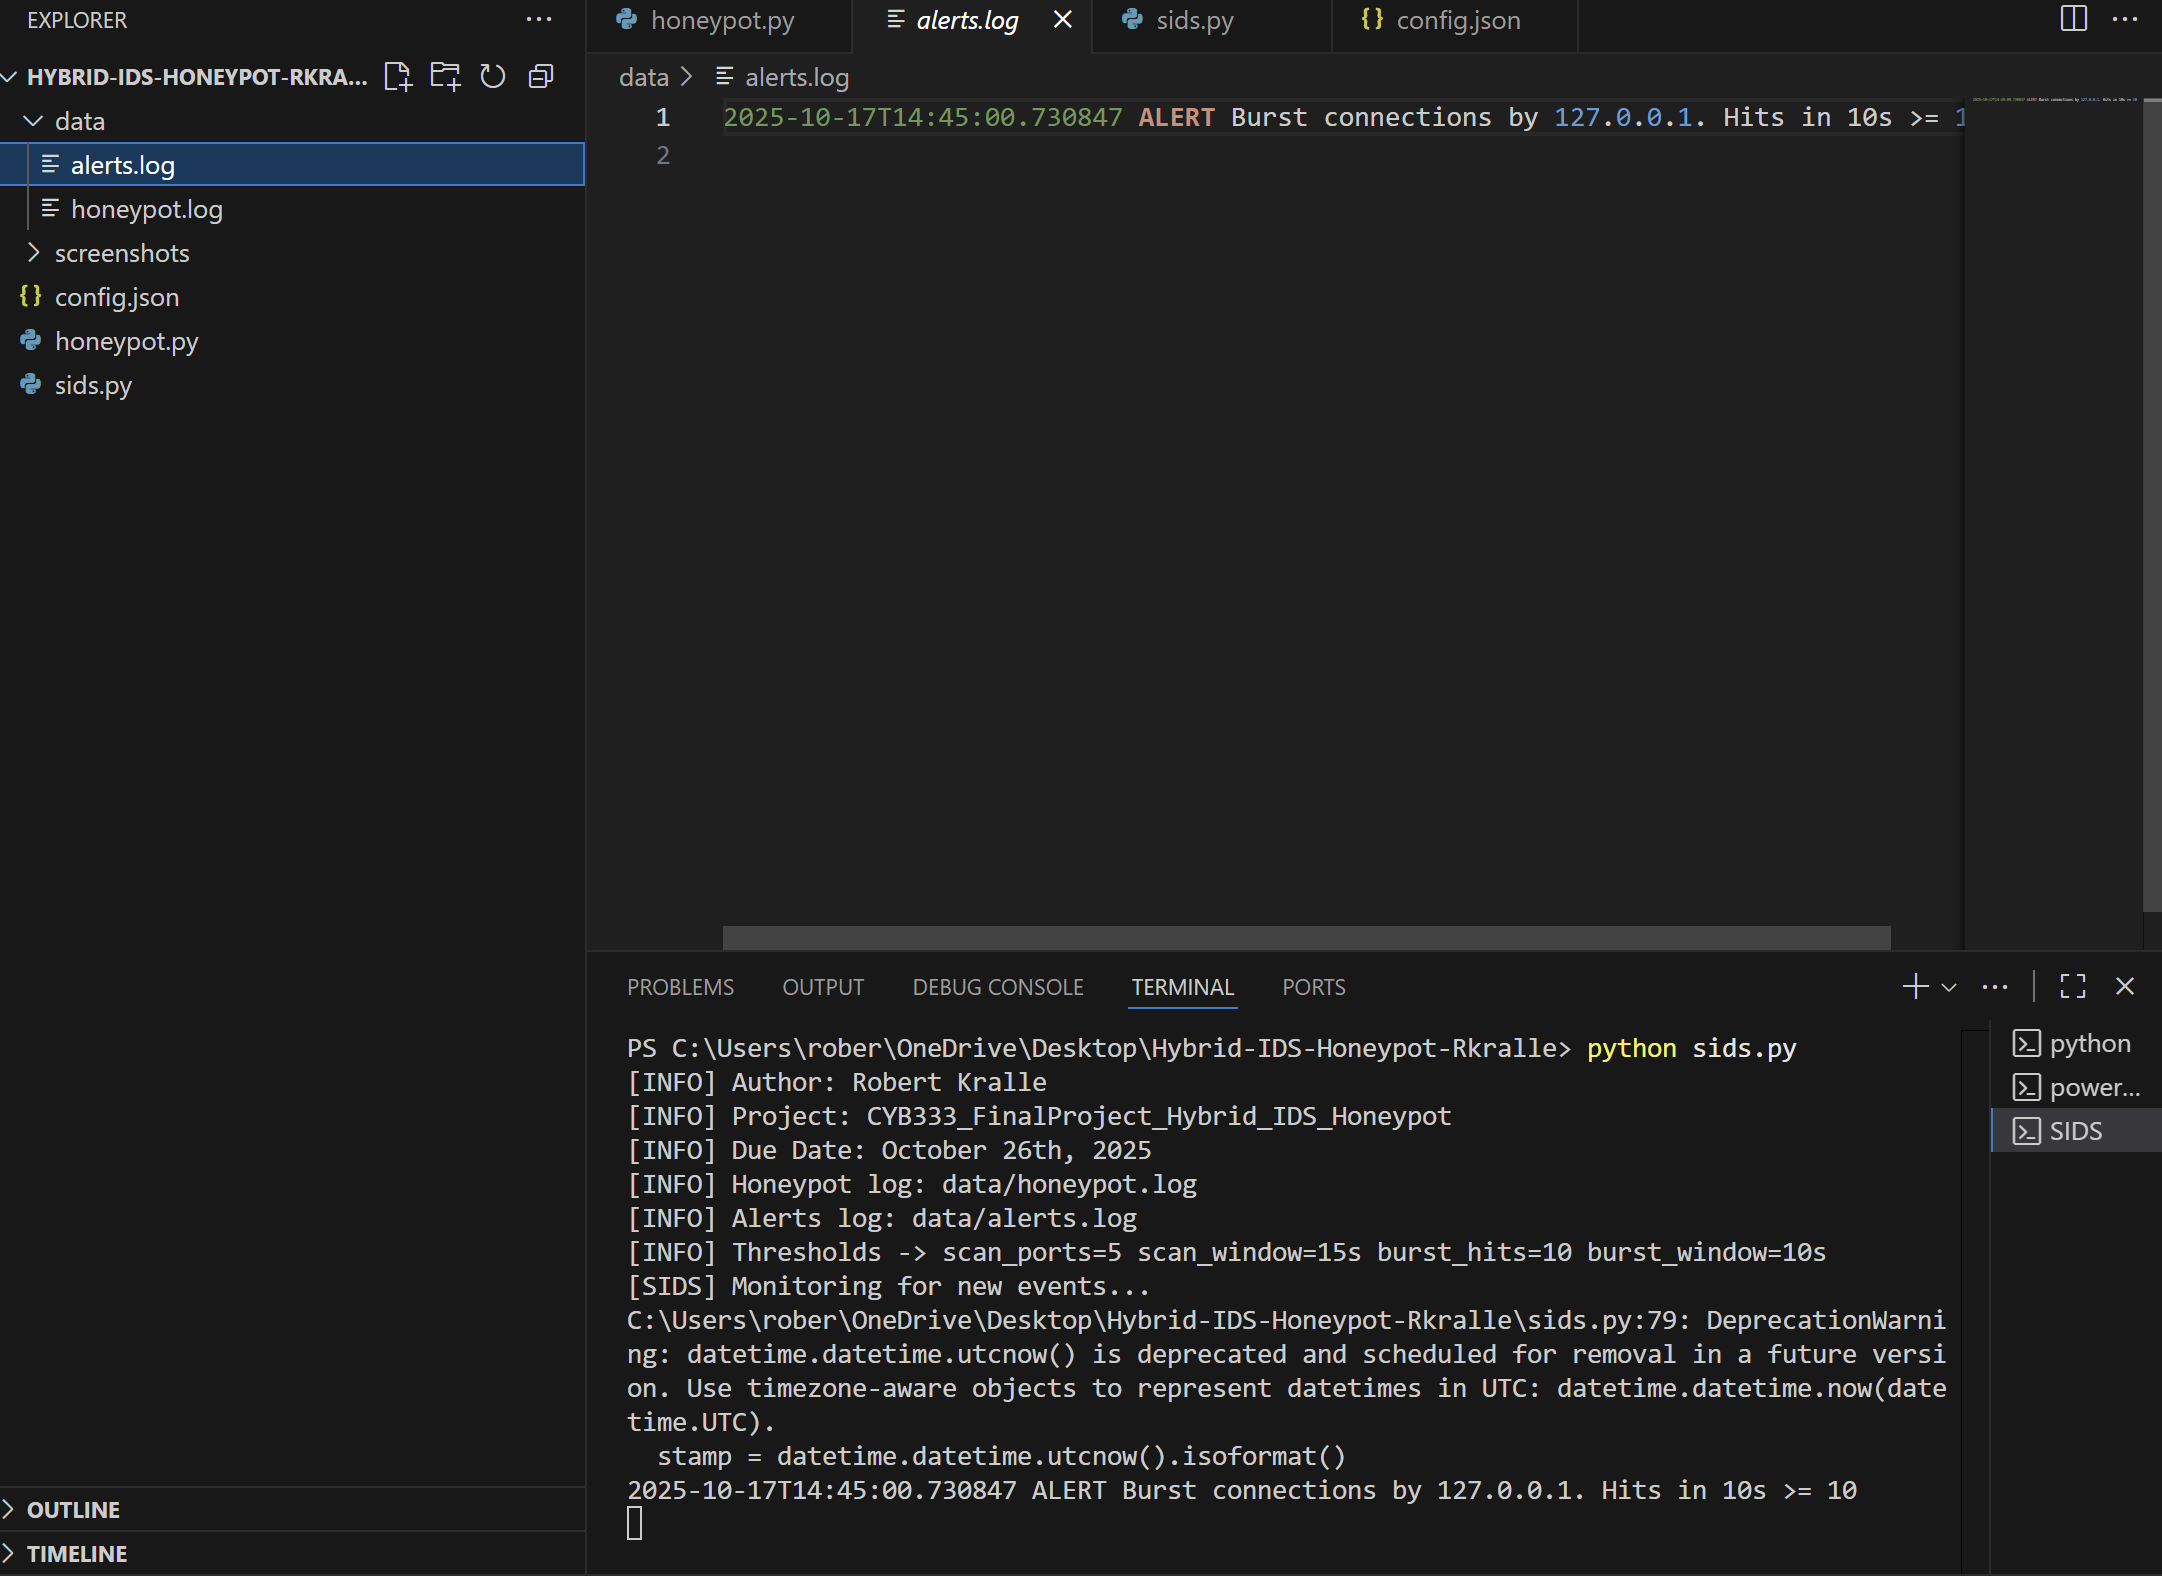 EXPLORER
HYBRID-IDS-HONEYPOT-RKRA...
data
alerts.log
honeypot.log
screenshots
config.json
honeypot.py
sids.py
OUTLINE
TIMELINE
honeypot.py
alerts.log
sids.py
config.json
data > alerts.log
1 2025-10-17T14:45:00.730847 ALERT Burst connections by 127.0.0.1. Hits in 10s >= 1
2
PROBLEMS OUTPUT DEBUG CONSOLE TERMINAL PORTS
PS C:\Users\rober\OneDrive\Desktop\Hybrid-IDS-Honeypot-Rkralle> python sids.py
[INFO] Author: Robert Kralle
[INFO] Project: CYB333_FinalProject_Hybrid_IDS_Honeypot
[INFO] Due Date: October 26th, 2025
[INFO] Honeypot log: data/honeypot.log
[INFO] Alerts log: data/alerts.log
[INFO] Thresholds -> scan_ports=5 scan_window=15s burst_hits=10 burst_window=10s
[SIDS] Monitoring for new events...
C:\Users\rober\OneDrive\Desktop\Hybrid-IDS-Honeypot-Rkralle\sids.py:79: DeprecationWarni
ng: datetime.datetime.utcnow() is deprecated and scheduled for removal in a future versi
on. Use timezone-aware objects to represent datetimes in UTC: datetime.datetime.now(date
time.UTC).
stamp = datetime.datetime.utcnow().isoformat()
2025-10-17T14:45:00.730847 ALERT Burst connections by 127.0.0.1. Hits in 10s >= 10
python
power...
SIDS